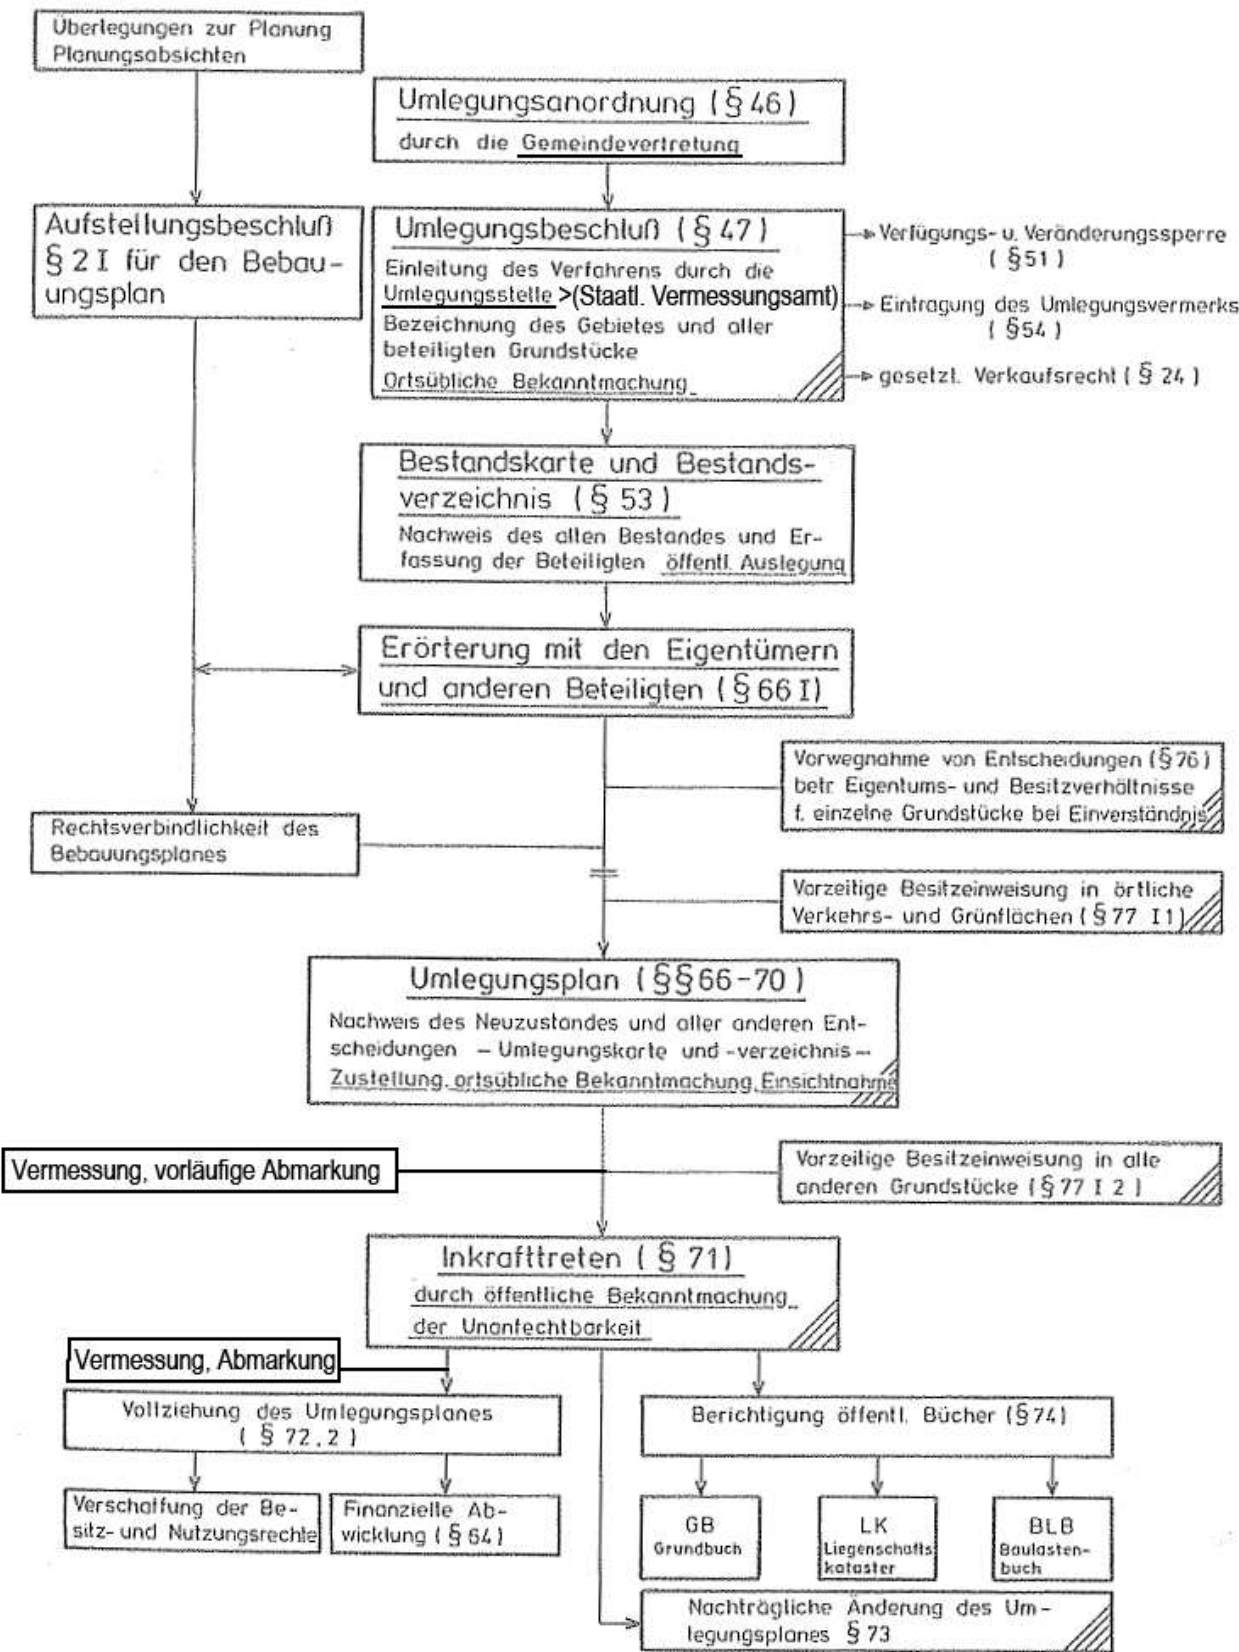 Überlegungen zur Planung
Planungsabsichten
Umlegungsanordnung (§ 46)
durch die Gemeindevertretung
Aufstellungsbeschluß
§ 2 I für den Bebau-
ungsplan
Umlegungsbeschluß (§ 47)
Einleitung des Verfahrens durch die
Umlegungsstelle >(Staatl. Vermessungsamt)
Bezeichnung des Gebietes und aller
beteiligten Grundstücke
Ortsübliche Bekanntmachung
Verfügungs- u. Veränderungssperre
( §51 )
Eintragung des Umlegungsvermerks
( §54 )
gesetzl. Verkaufsrecht ( § 24 )
Bestandskarte und Bestands-
verzeichnis (§ 53 )
Nachweis des alten Bestandes und Er-
fassung der Beteiligten öffentl. Auslegung
Erörterung mit den Eigentümern
und anderen Beteiligten (§ 66 I)
Vorwegnahme von Entscheidungen (§ 76 )
betr. Eigentums- und Besitzverhältnisse
f. einzelne Grundstücke bei Einverständnis
Rechtsverbindlichkeit des
Bebauungsplanes
Vorzeitige Besitzeinweisung in örtliche
Verkehrs- und Grünflächen ( § 77 I 1 )
Umlegungsplan ( §§ 66-70 )
Nachweis des Neuzustandes und aller anderen Ent-
scheidungen – Umlegungskarte und -verzeichnis –
Zustellung, ortsübliche Bekanntmachung, Einsichtnahme
Vermessung, vorläufige Abmarkung
Vorzeitige Besitzeinweisung in alle
anderen Grundstücke ( § 77 I 2 )
Inkrafttreten ( § 71)
durch öffentliche Bekanntmachung
der Unanfechtbarkeit
Vermessung, Abmarkung
Vollziehung des Umlegungsplanes
( § 72,2 )
Berichtigung öffentl. Bücher (§ 74)
Verschaffung der Be-
sitz- und Nutzungsrechte
Finanzielle Ab-
wicklung ( § 64 )
GB
Grundbuch
LK
Liegenschafts
kataster
BLB
Baulasten-
buch
Nachträgliche Änderung des Um-
legungsplanes § 73